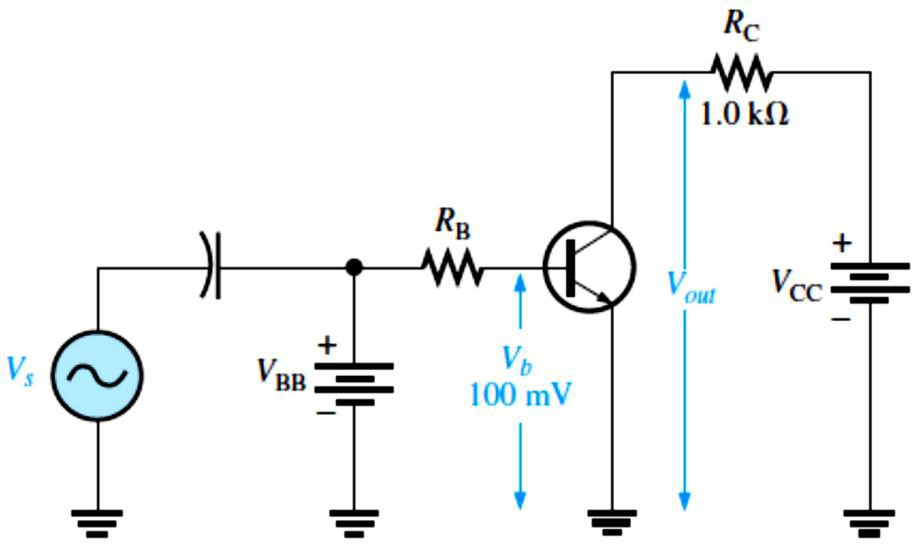 R_C
1.0 kΩ
R_B
+
V_s
+
V_BB
−
V_b
100 mV
V_out
V_CC
−